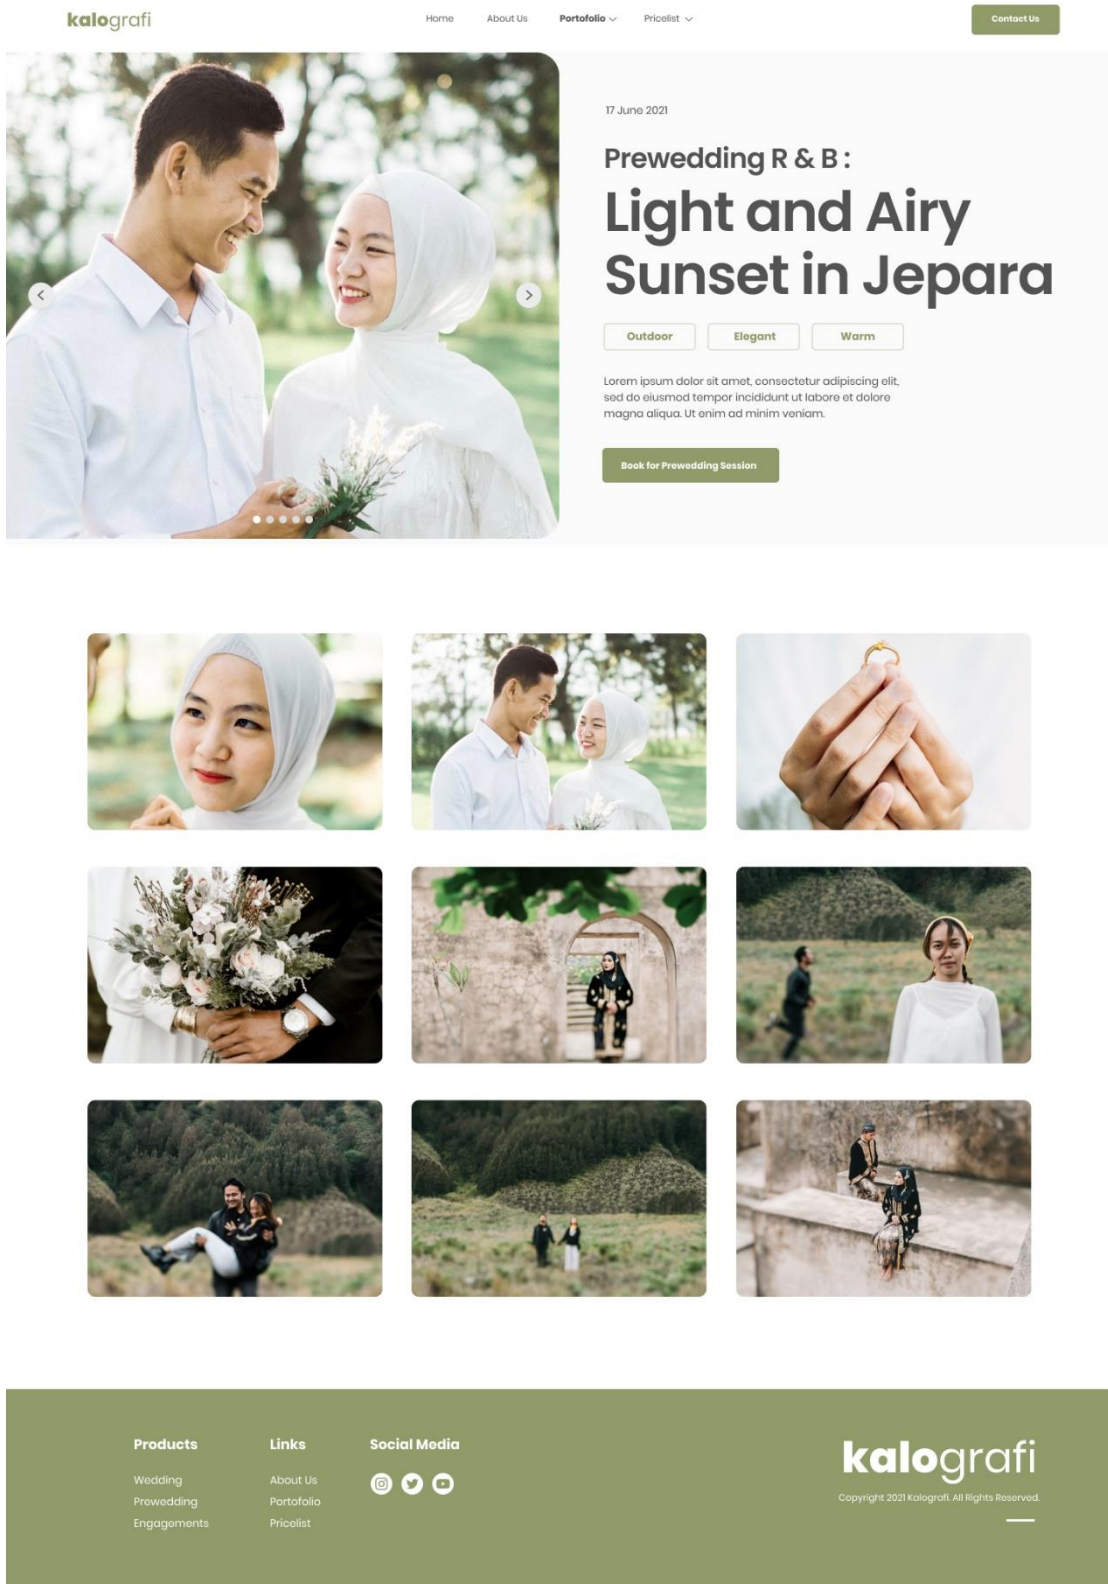 kalografi
Home
About Us
Portofolio
Pricelist
Contact Us
17 June 2021
Prewedding R & B :
Light and Airy
Sunset in Jepara
Outdoor
Elegant
Warm
Lorem ipsum dolor sit amet, consectetur adipiscing elit,
sed do eiusmod tempor incididunt ut labore et dolore
magna aliqua. Ut enim ad minim veniam.
Book for Prewedding Session
Products
Wedding
Prewedding
Engagements
Links
About Us
Portofolio
Pricelist
Social Media
kalografi
Copyright 2021 Kalografi. All Rights Reserved.